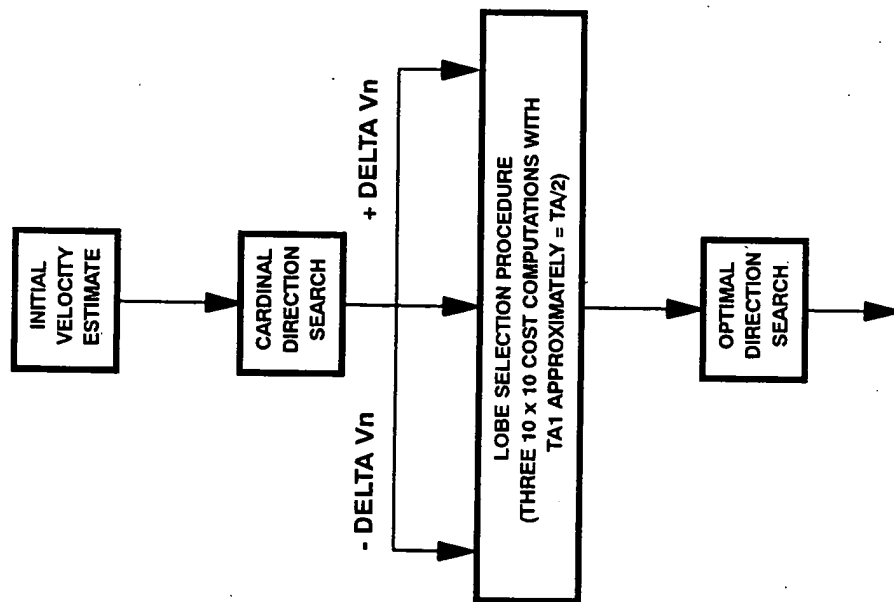 INITIAL
VELOCITY
ESTIMATE
CARDINAL
DIRECTION
SEARCH
- DELTA Vn
+ DELTA Vn
LOBE SELECTION PROCEDURE
(THREE 10 x 10 COST COMPUTATIONS WITH
TA1 APPROXIMATELY = TA/2)
OPTIMAL
DIRECTION
SEARCH